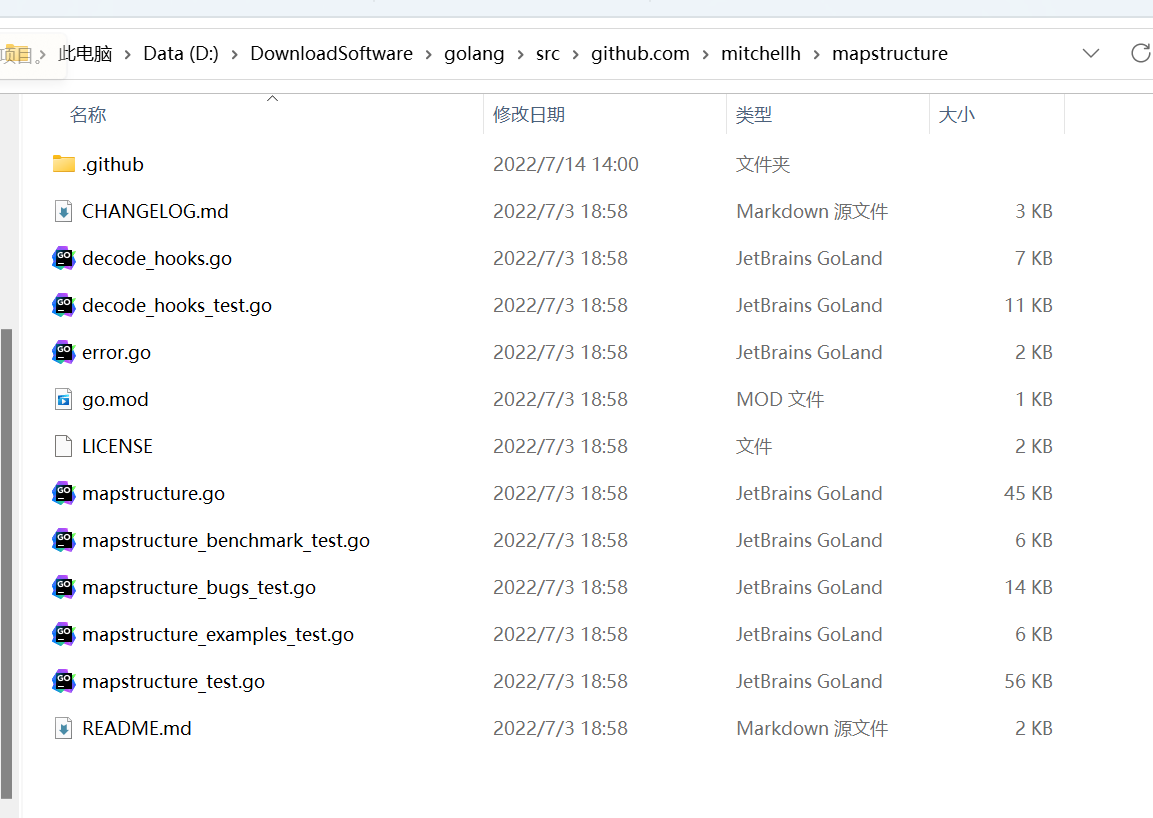 项目。 此电脑 > Data (D:) > DownloadSoftware > golang > src > github.com > mitchellh > mapstructure
名称 修改日期 类型 大小
.github 2022/7/14 14:00 文件夹
CHANGELOG.md 2022/7/3 18:58 Markdown 源文件 3 KB
decode_hooks.go 2022/7/3 18:58 JetBrains GoLand 7 KB
decode_hooks_test.go 2022/7/3 18:58 JetBrains GoLand 11 KB
error.go 2022/7/3 18:58 JetBrains GoLand 2 KB
go.mod 2022/7/3 18:58 MOD 文件 1 KB
LICENSE 2022/7/3 18:58 文件 2 KB
mapstructure.go 2022/7/3 18:58 JetBrains GoLand 45 KB
mapstructure_benchmark_test.go 2022/7/3 18:58 JetBrains GoLand 6 KB
mapstructure_bugs_test.go 2022/7/3 18:58 JetBrains GoLand 14 KB
mapstructure_examples_test.go 2022/7/3 18:58 JetBrains GoLand 6 KB
mapstructure_test.go 2022/7/3 18:58 JetBrains GoLand 56 KB
README.md 2022/7/3 18:58 Markdown 源文件 2 KB